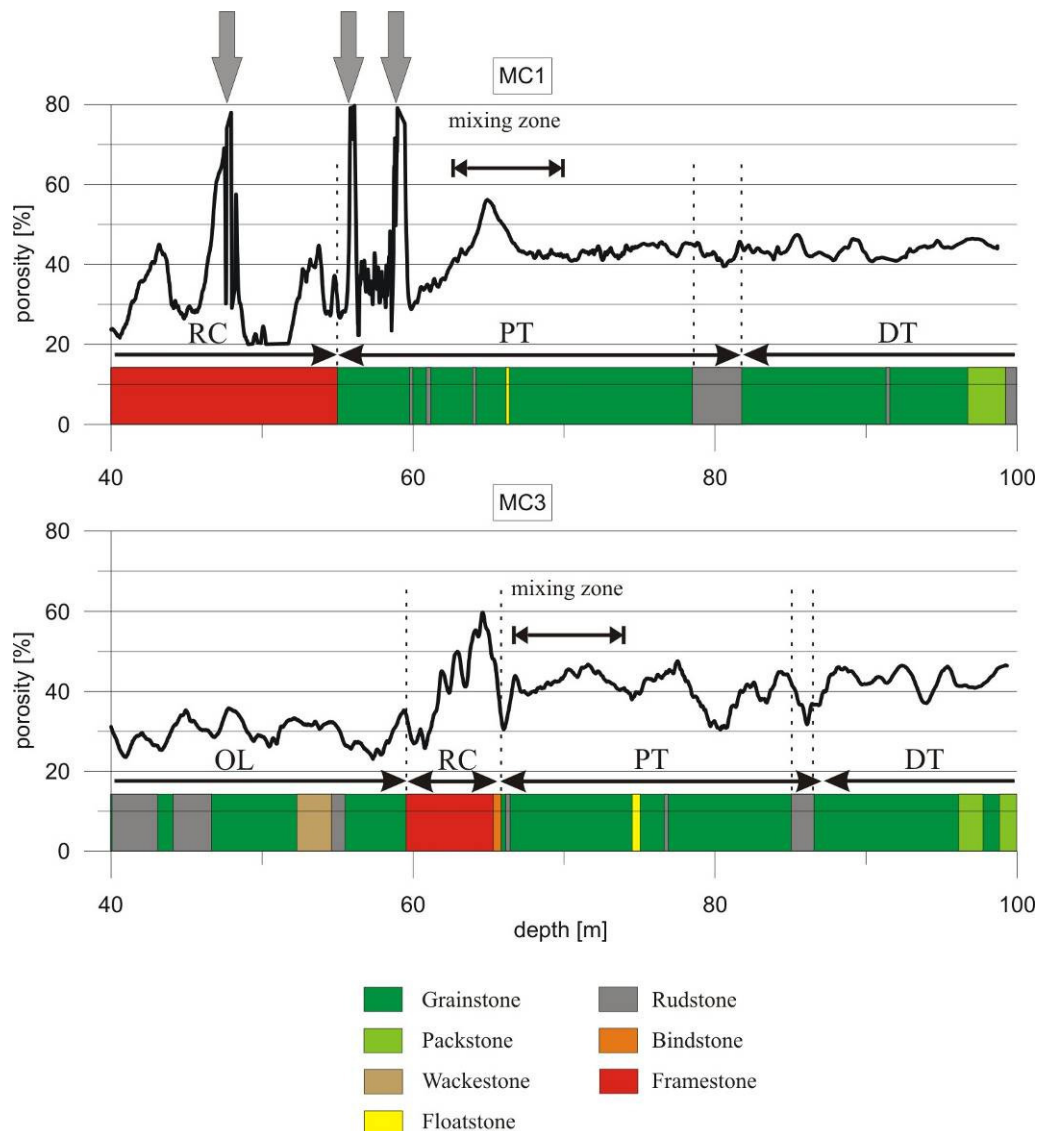 MC1
80
mixing zone
60
porosity [%]
40
RC PT DT
20
0
40 60 80 100
MC3
80
mixing zone
60
porosity [%]
40
OL RC PT DT
20
0
40 60 80 100
depth [m]
Grainstone Rudstone
Packstone Bindstone
Wackestone Framestone
Floatstone